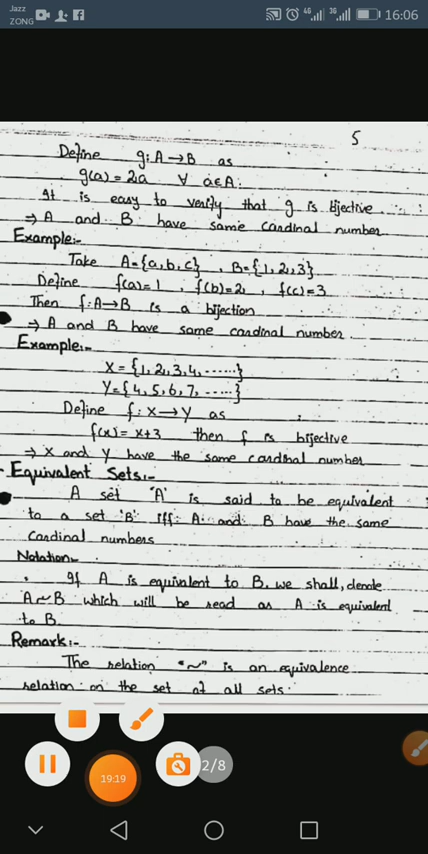 Jazz
ZONG
4G 3G 16:06
5
Define g: A → B as
g(a) = 2a ∀ a ∈ A.
It is easy to verify that g is bijective
⇒ A and B have same cardinal number
Example:-
Take A = {a, b, c} , B = {1, 2, 3}
Define f(a) = 1 , f(b) = 2, f(c) = 3
Then f: A → B is a bijection
⇒ A and B have same cardinal number
Example:-
X = {1, 2, 3, 4, ......}
Y = {4, 5, 6, 7, ......}
Define f: X → Y as
f(x) = x+3 then f is bijective
⇒ X and Y have the same cardinal number
Equivalent Sets:-
A set 'A' is said to be equivalent
to a set 'B' iff A and B have the same
cardinal numbers
Notation:-
If A is equivalent to B. we shall, denote
A ~ B which will be read as A is equivalent
to B.
Remark:-
The relation "~" is an equivalence
relation on the set of all sets.
2/8
19:19